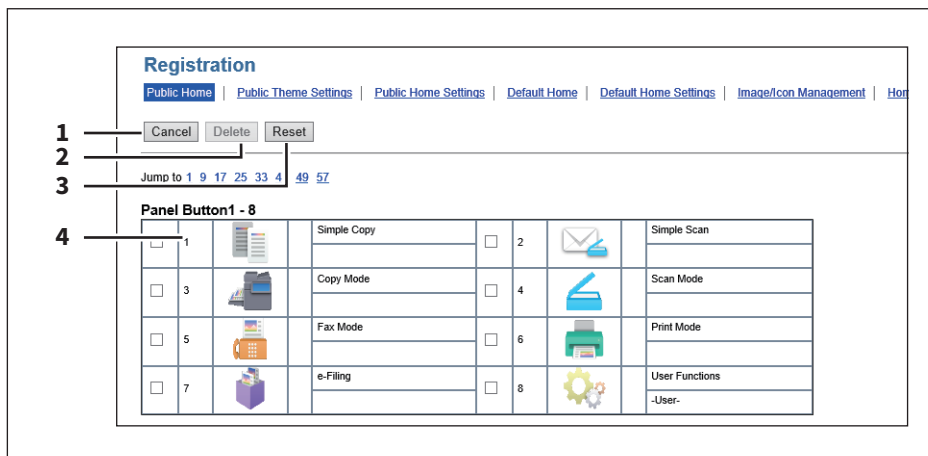 Registration
Public Home | Public Theme Settings | Public Home Settings | Default Home | Default Home Settings | Image/Icon Management | Hom
1 Cancel Delete Reset
2
3 Jump to 1 9 17 25 33 4 49 57
Panel Button1 - 8
4 1 Simple Copy 2 Simple Scan
3 Copy Mode 4 Scan Mode
5 Fax Mode 6 Print Mode
7 e-Filing 8 User Functions
-User-